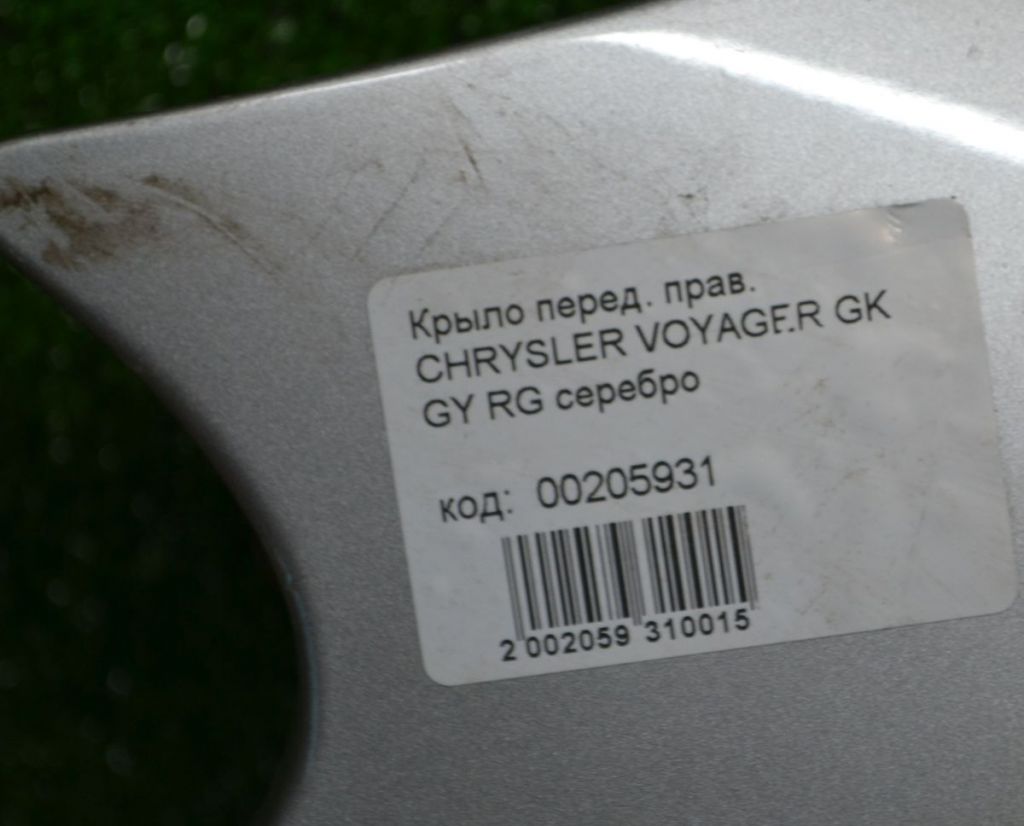 Крыло перед. прав.
CHRYSLER VOYAGER GK
GY RG серебро
код: 00205931
2 002059 310015